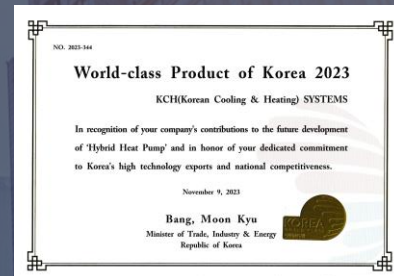 NO. 2023-344
World-class Product of Korea 2023
KCH(Korean Cooling & Heating) SYSTEMS
In recognition of your company's contributions to the future development
of 'Hybrid Heat Pump' and in honor of your dedicated commitment
to Korea's high technology exports and national competitiveness.
November 9, 2023
Bang, Moon Kyu
Minister of Trade, Industry & Energy
Republic of Korea
KOREA